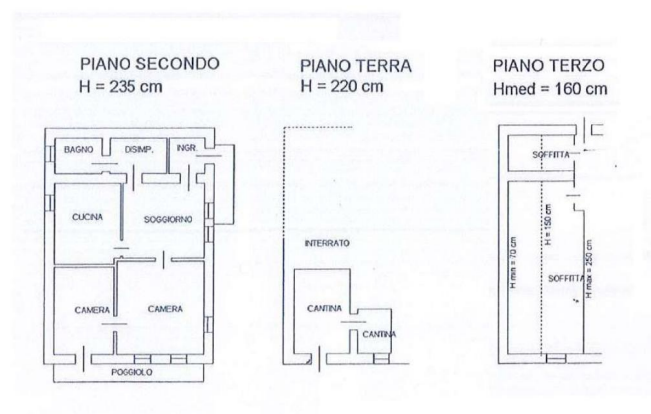 PIANO SECONDO
H = 235 cm
BAGNO
DISIMP.
INGR.
CUCINA
SOGGIORNO
CAMERA
CAMERA
POGGIOLO
PIANO TERRA
H = 220 cm
INTERRATO
CANTINA
CANTINA
PIANO TERZO
Hmed = 160 cm
SOFFITTA
H min = 70 cm
H = 150 cm
SOFFITTA
H max = 250 cm